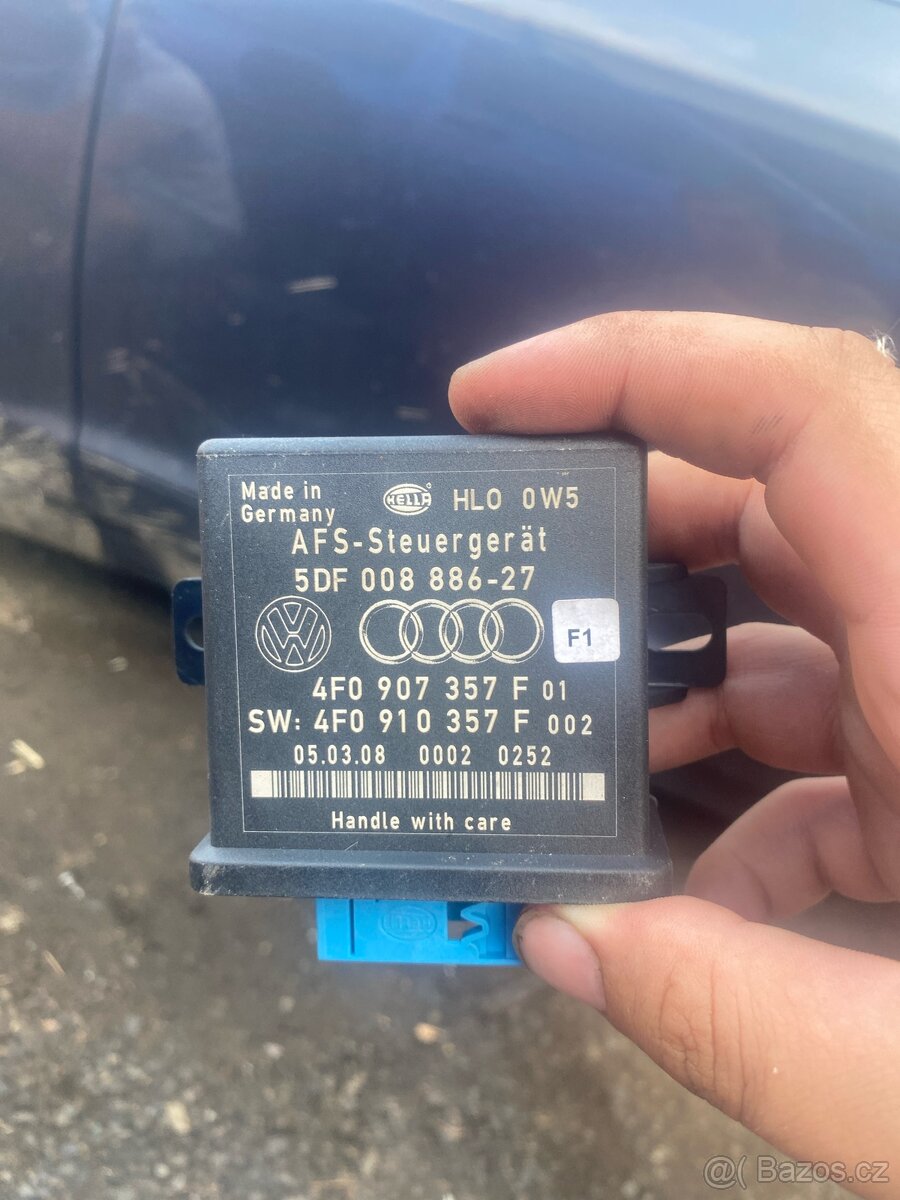 Made in
Germany
HELLA HLO 0W5
AFS-Steuergerät
5DF 008 886-27
F1
4F0 907 357 F 01
SW: 4F0 910 357 F 002
05.03.08 0002 0252
Handle with care
HELLA
@( Bazos.cz